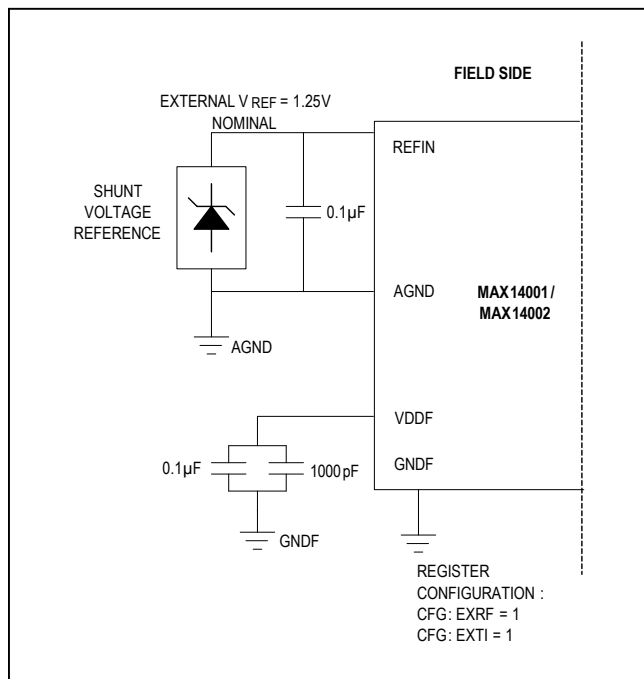 FIELD SIDE
EXTERNAL V REF = 1.25V
NOMINAL
REFIN
SHUNT
VOLTAGE
REFERENCE
0.1µF
AGND
MAX14001/
MAX14002
AGND
VDDF
0.1µF
1000pF
GNDF
GNDF
REGISTER
CONFIGURATION :
CFG: EXRF = 1
CFG: EXTI = 1